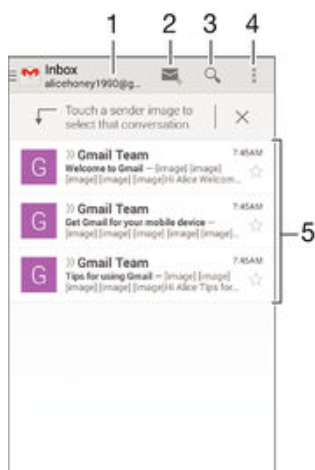 1 2 3 4
Inbox
alicehoney1990@g...
Touch a sender image to
select that conversation
5
G
Gmail Team 7:45AM
Welcome to Gmail – [image] [image]
[image] [image] [image]Hi Alice Welcom...
G
Gmail Team 7:45AM
Get Gmail for your mobile device –
[image] [image] [image] [image] [image]...
G
Gmail Team 7:45AM
Tips for using Gmail – [image] [image]
[image] [image] [image]Hi Alice Tips for...